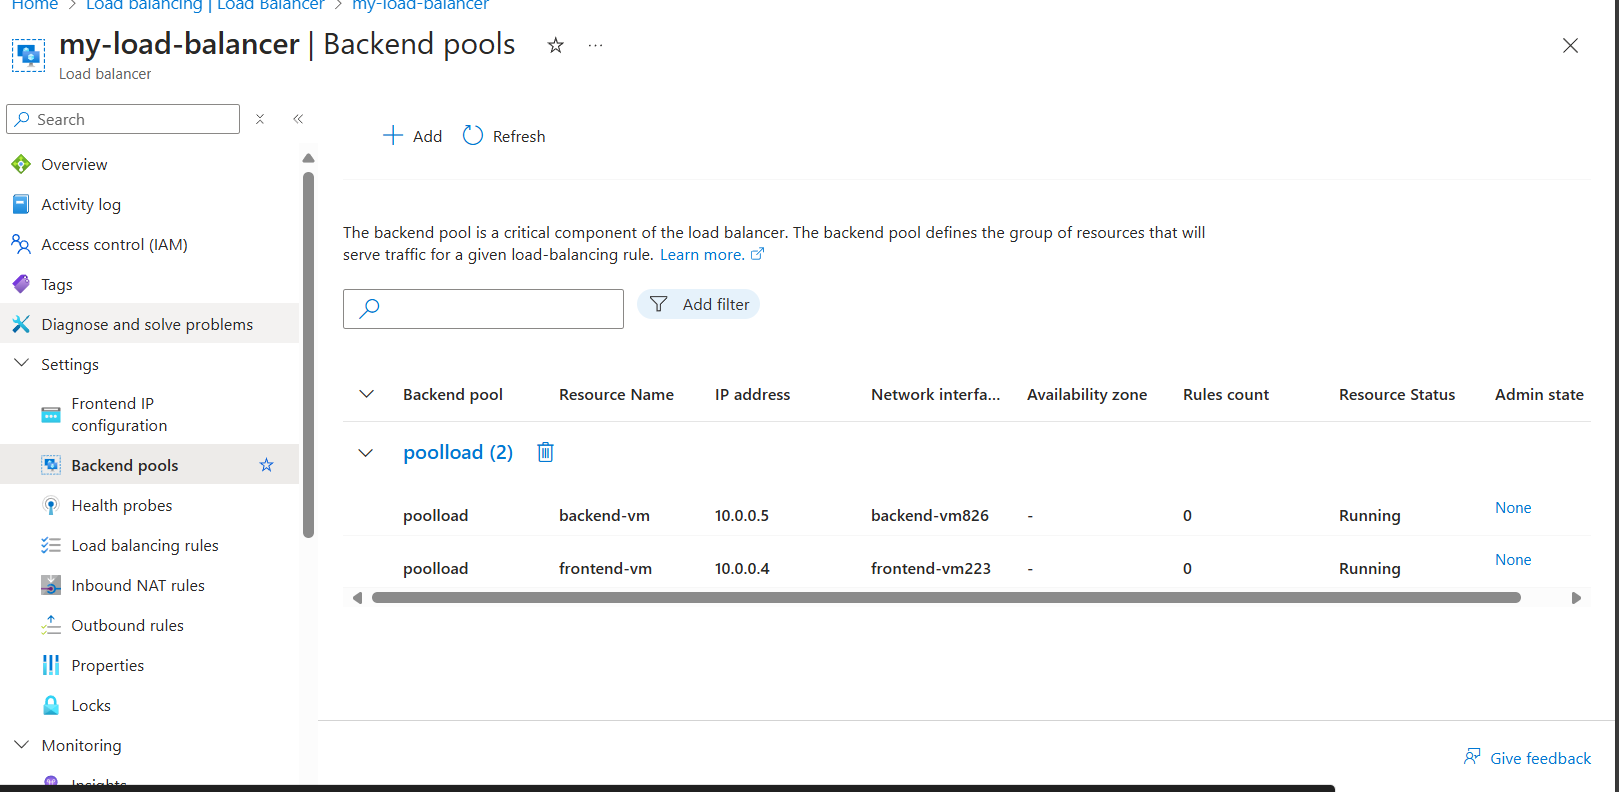 Home > Load balancing | Load Balancer > my-load-balancer
my-load-balancer | Backend pools
Load balancer
Search
Add
Refresh
Overview
Activity log
Access control (IAM)
Tags
Diagnose and solve problems
Settings
Frontend IP
configuration
Backend pools
Health probes
Load balancing rules
Inbound NAT rules
Outbound rules
Properties
Locks
Monitoring
Insights
The backend pool is a critical component of the load balancer. The backend pool defines the group of resources that will
serve traffic for a given load-balancing rule. Learn more.
Add filter
Backend pool Resource Name IP address Network interfa... Availability zone Rules count Resource Status Admin state
poolload (2)
poolload backend-vm 10.0.0.5 backend-vm826 - 0 Running None
poolload frontend-vm 10.0.0.4 frontend-vm223 - 0 Running None
Give feedback